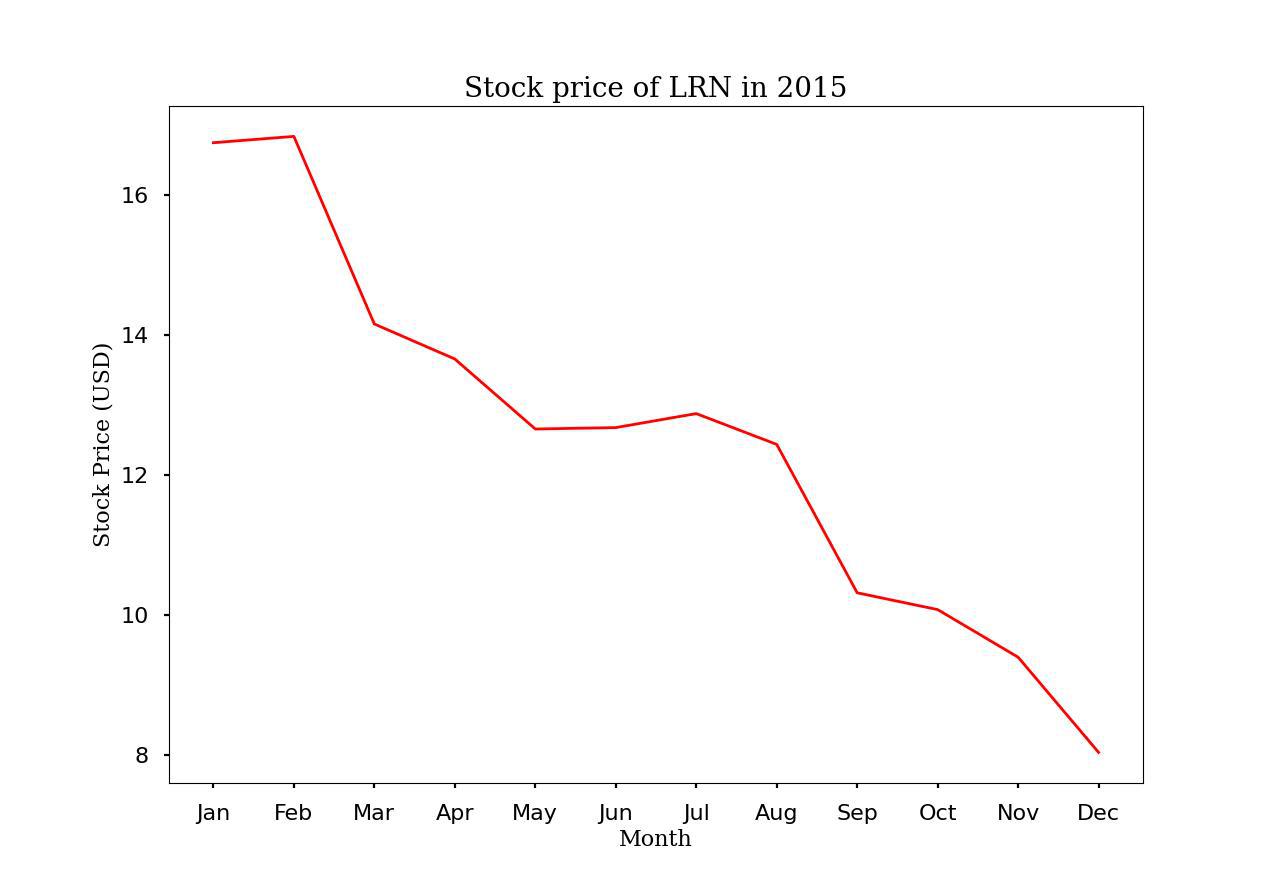 Stock price of LRN in 2015
Stock Price (USD)
16
14
12
10
8
Jan Feb Mar Apr May Jun Jul Aug Sep Oct Nov Dec
Month